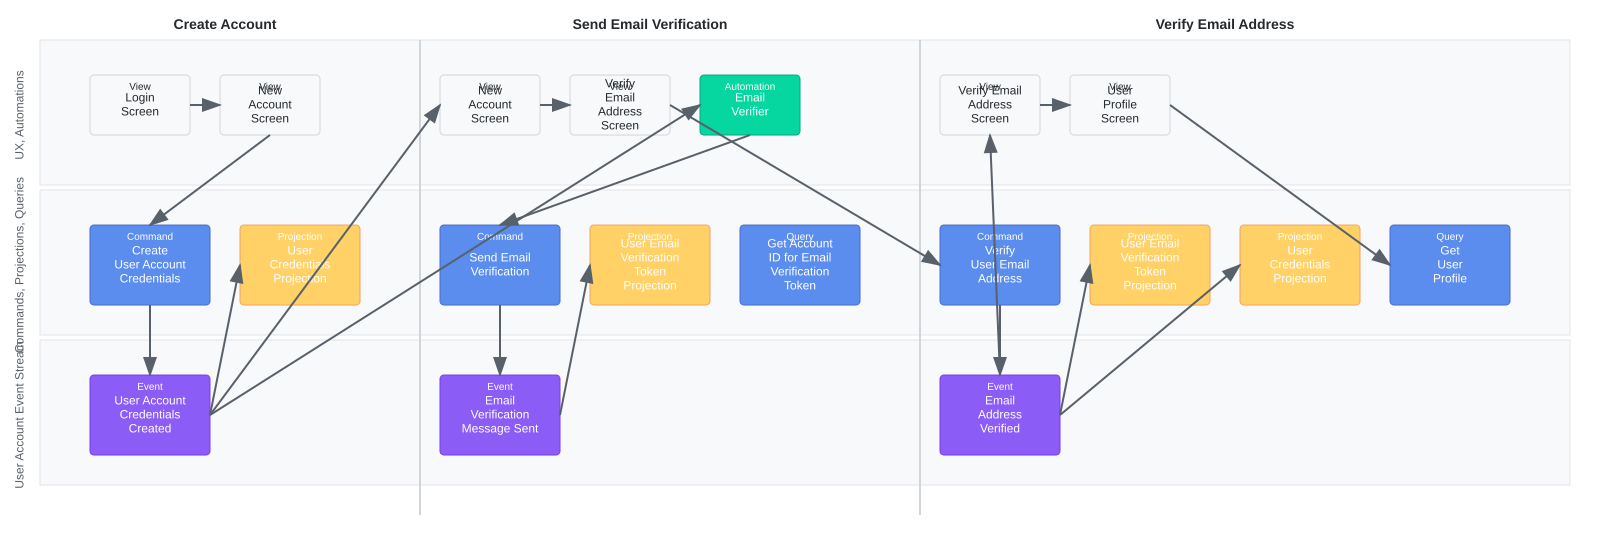 Create Account
Send Email Verification
Verify Email Address
UX, Automations
View
Login
Screen
View
New
Account
Screen
View
New
Account
Screen
View
Verify
Email
Address
Screen
Automation
Email
Verifier
View
Verify Email
Address
Screen
View
User
Profile
Screen
Commands, Projections, Queries
Command
Create
User Account
Credentials
Projection
User
Credentials
Projection
Command
Send Email
Verification
Projection
User Email
Verification
Token
Projection
Query
Get Account
ID for Email
Verification
Token
Command
Verify
User Email
Address
Projection
User Email
Verification
Token
Projection
Projection
User
Credentials
Projection
Query
Get
User
Profile
User Account Event Stream
Event
User Account
Credentials
Created
Event
Email
Verification
Message Sent
Event
Email
Address
Verified